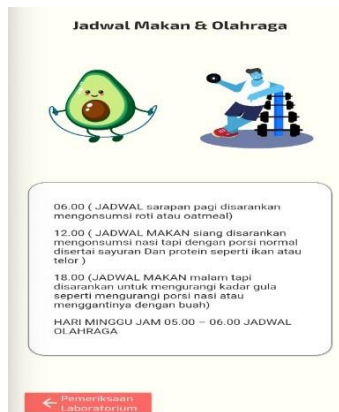 Jadwal Makan & Olahraga
06.00 ( JADWAL sarapan pagi disarankan
mengonsumsi roti atau oatmeal)
12.00 ( JADWAL MAKAN siang disarankan
mengonsumsi nasi tapi dengan porsi normal
disertai sayuran Dan protein seperti ikan atau
telor )
18.00 (JADWAL MAKAN malam tapi
disarankan untuk mengurangi kadar gula
seperti mengurangi porsi nasi atau
menggantinya dengan buah)
HARI MINGGU JAM 05.00 – 06.00 JADWAL
OLAHRAGA
Pemeriksaan
Laboratorium